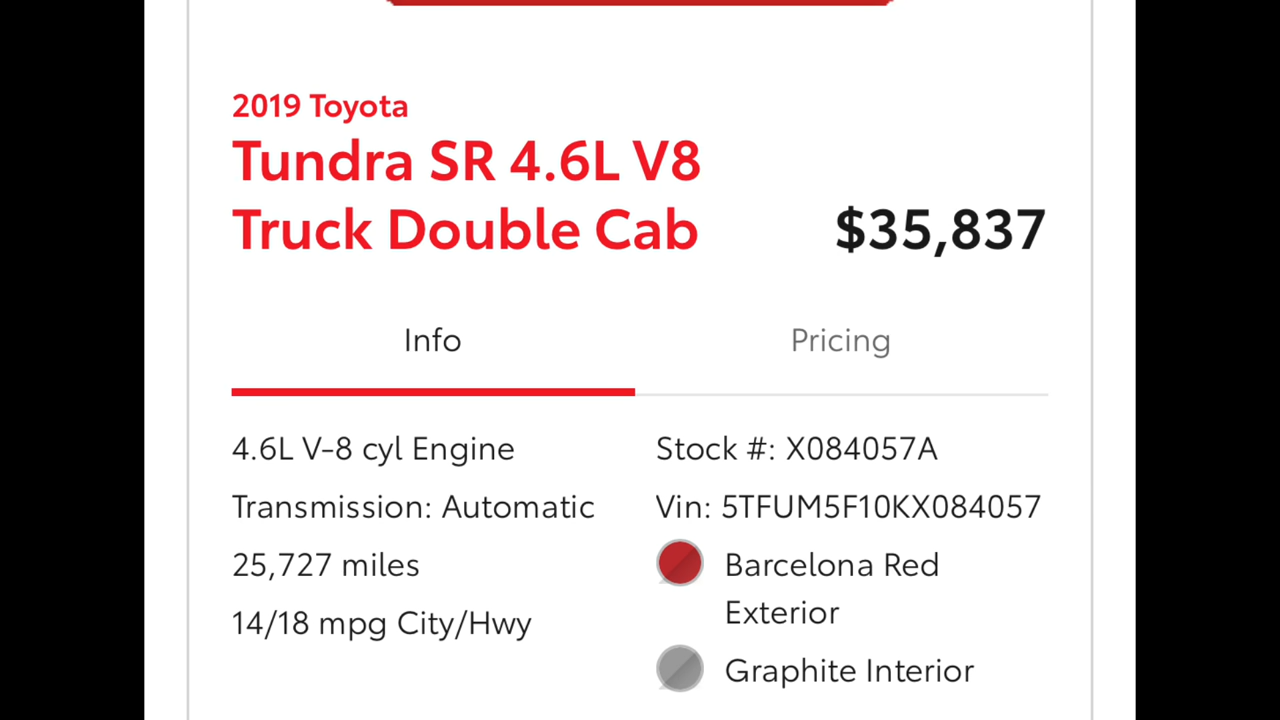 2019 Toyota
Tundra SR 4.6L V8
Truck Double Cab
$35,837
Info
Pricing
4.6L V-8 cyl Engine
Transmission: Automatic
25,727 miles
14/18 mpg City/Hwy
Stock #: X084057A
Vin: 5TFUM5F10KX084057
Barcelona Red
Exterior
Graphite Interior